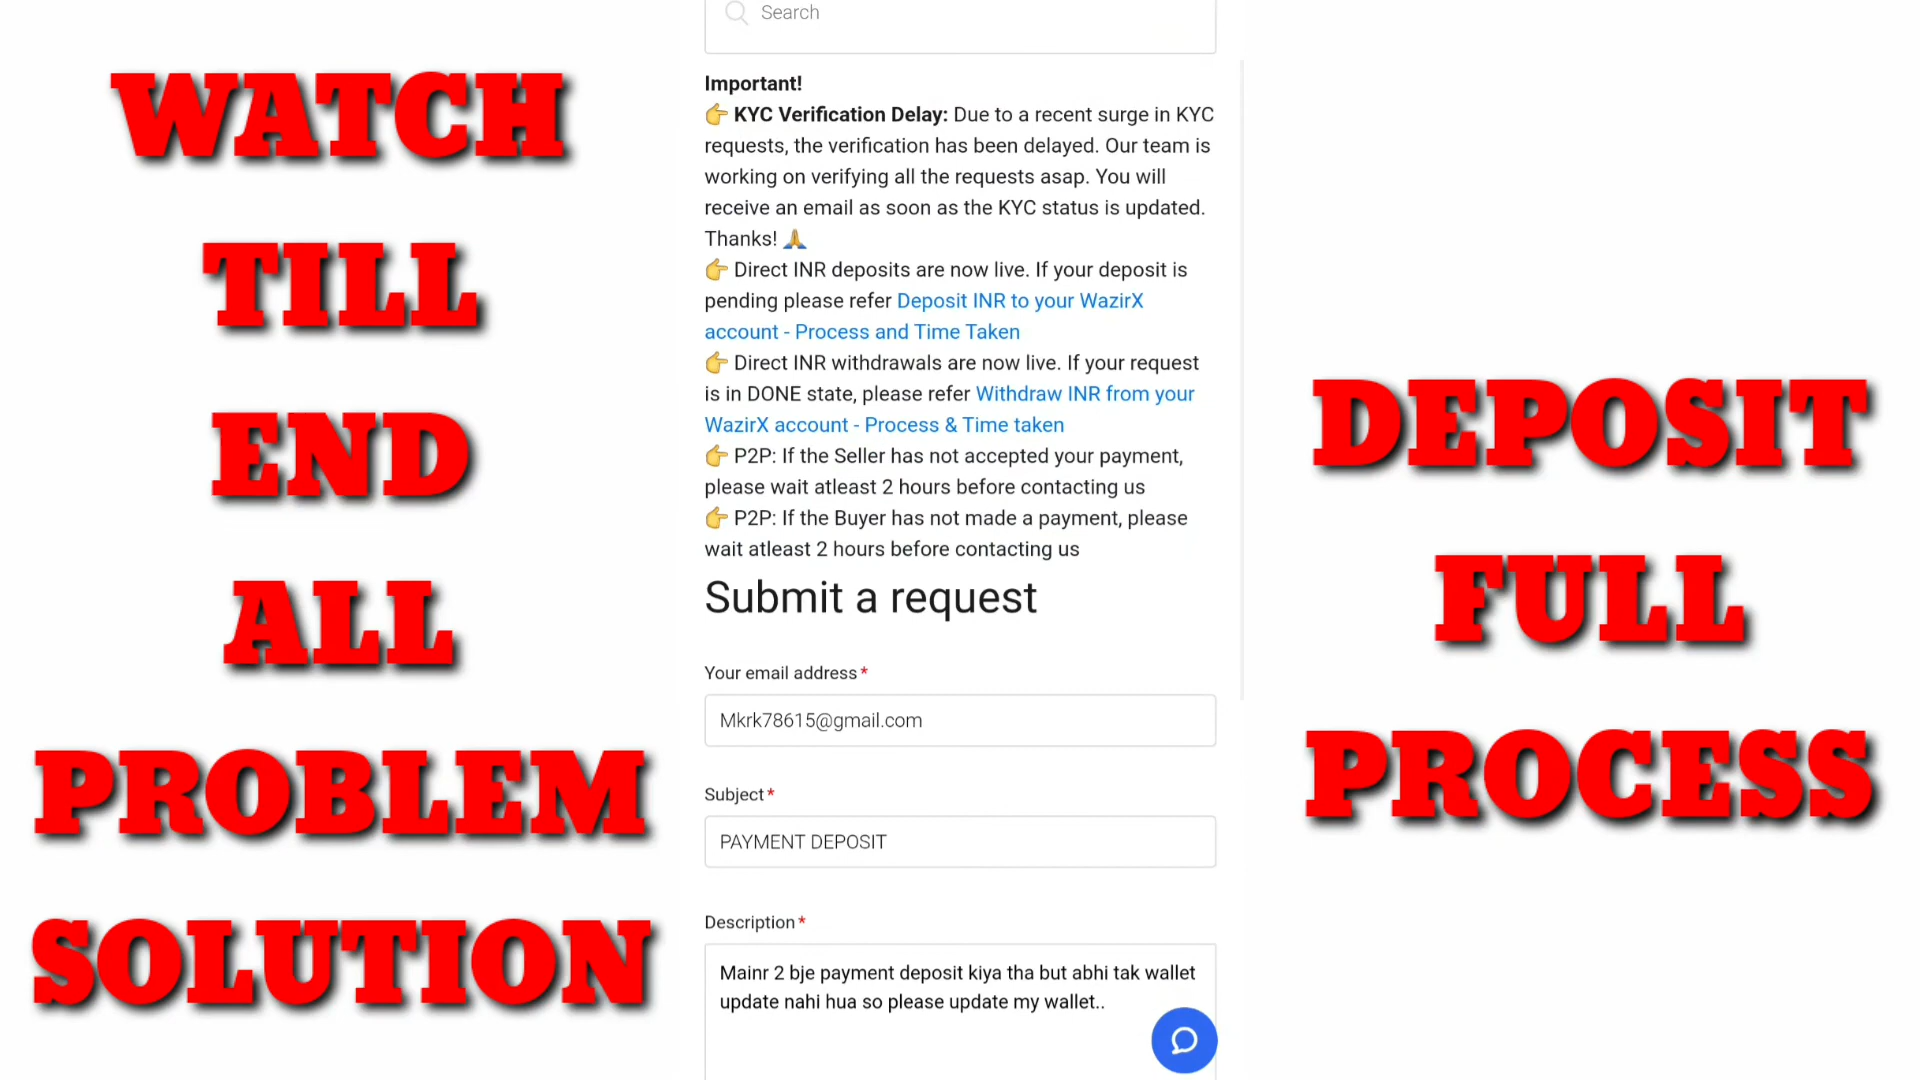 WATCH
TILL
END
ALL
PROBLEM
SOLUTION
Search
Important!
👉 KYC Verification Delay: Due to a recent surge in KYC
requests, the verification has been delayed. Our team is
working on verifying all the requests asap. You will
receive an email as soon as the KYC status is updated.
Thanks! 🙏
👉 Direct INR deposits are now live. If your deposit is
pending please refer Deposit INR to your WazirX
account - Process and Time Taken
👉 Direct INR withdrawals are now live. If your request
is in DONE state, please refer Withdraw INR from your
WazirX account - Process & Time taken
👉 P2P: If the Seller has not accepted your payment,
please wait atleast 2 hours before contacting us
👉 P2P: If the Buyer has not made a payment, please
wait atleast 2 hours before contacting us
Submit a request
Your email address*
Mkrk78615@gmail.com
Subject*
PAYMENT DEPOSIT
Description*
Mainr 2 bje payment deposit kiya tha but abhi tak wallet
update nahi hua so please update my wallet..
DEPOSIT
FULL
PROCESS